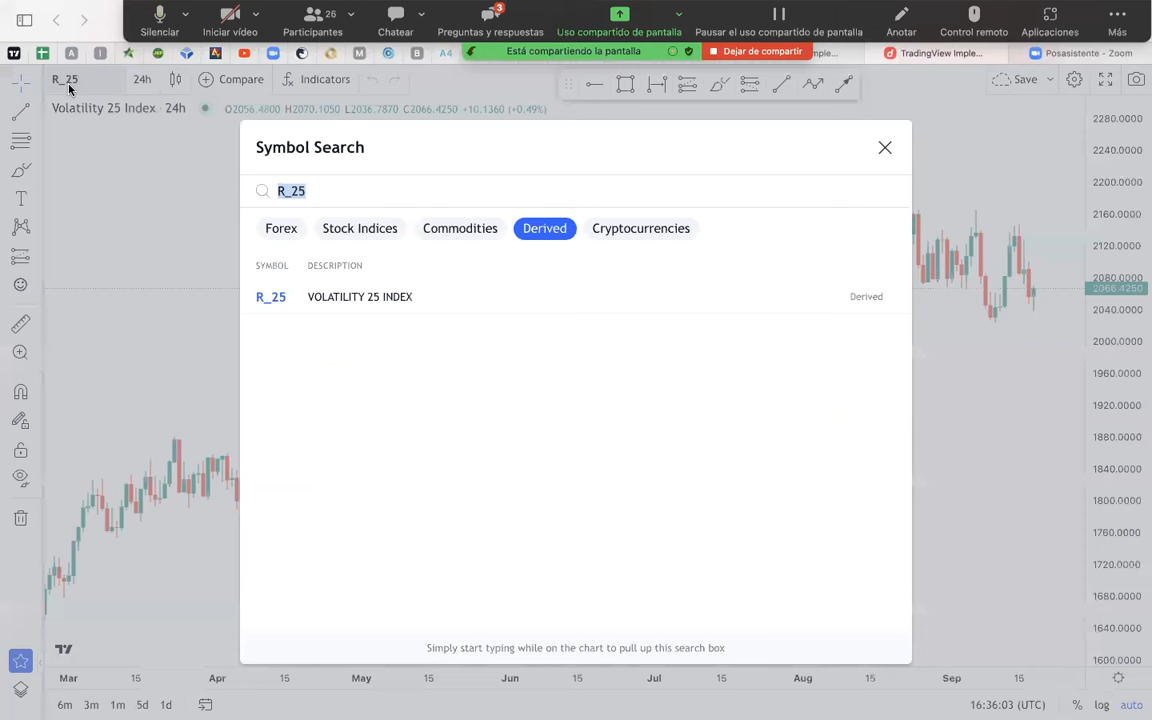 Silenciar
Iniciar vídeo
26
Participantes
Chatear
3
Preguntas y respuestas
Uso compartido de pantalla
Pausar el uso compartido de pantalla
Anotar
Control remoto
Aplicaciones
Más
A
I
M
B
A4
Está compartiendo la pantalla
Dejar de compartir
mple...
TradingView Imple...
Posasistente - Zoom
R_25
24h
Compare
Indicators
Save
Volatility 25 Index · 24h
O2056.4800 H2070.1050 L2036.7870 C2066.4250 +10.1360 (+0.49%)
Symbol Search
R_25
Forex
Stock Indices
Commodities
Derived
Cryptocurrencies
SYMBOL
DESCRIPTION
R_25
VOLATILITY 25 INDEX
Derived
Simply start typing while on the chart to pull up this search box
2280.0000
2240.0000
2200.0000
2160.0000
2120.0000
2080.0000
2066.4250
2040.0000
2000.0000
1960.0000
1920.0000
1880.0000
1840.0000
1800.0000
1760.0000
1720.0000
1680.0000
1640.0000
1600.0000
Mar
15
Apr
15
May
15
Jun
15
Jul
15
Aug
15
Sep
15
6m
3m
1m
5d
1d
16:36:03 (UTC)
%
log
auto